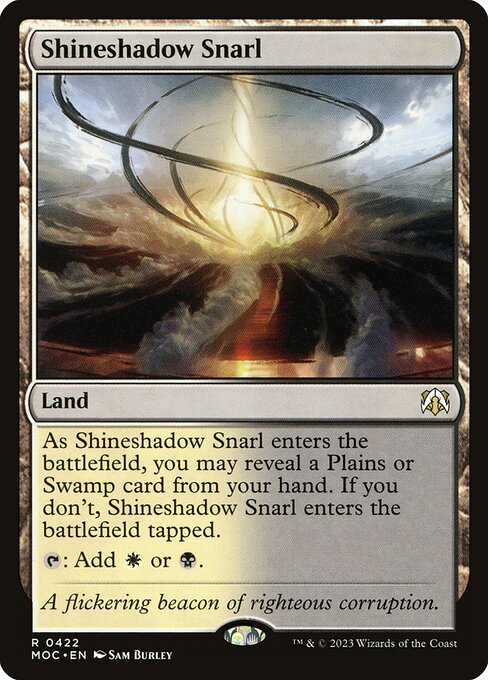 Shineshadow Snarl
Land
As Shineshadow Snarl enters the
battlefield, you may reveal a Plains or
Swamp card from your hand. If you
don't, Shineshadow Snarl enters the
battlefield tapped.
: Add or .
A flickering beacon of righteous corruption.
R 0422
MOC • EN Sam Burley
™ & © 2023 Wizards of the Coast